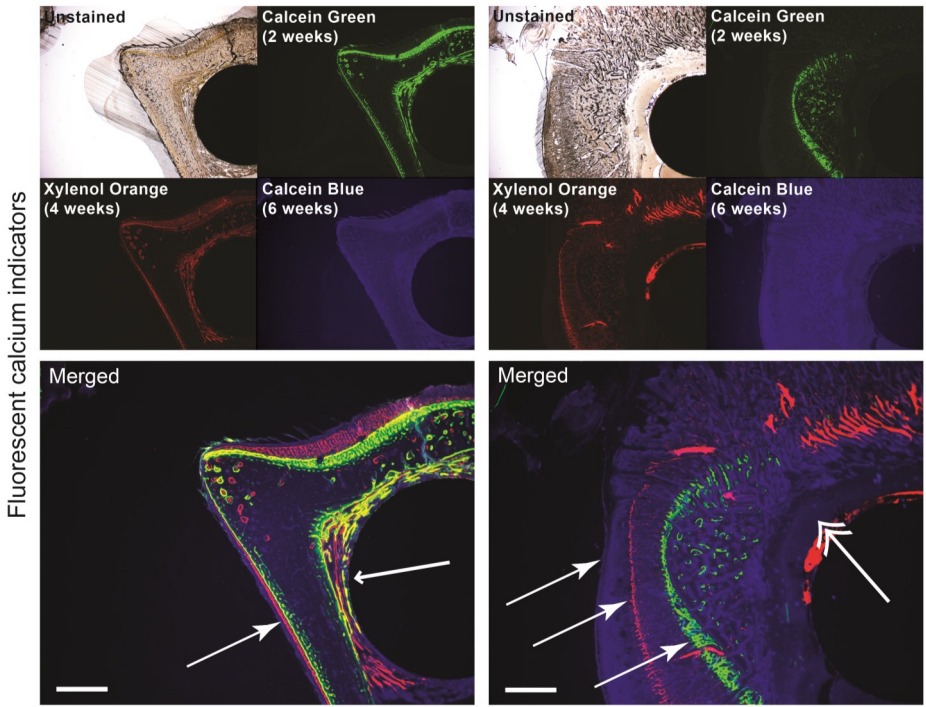 Fluorescent calcium indicators
Unstained
Calcein Green
(2 weeks)
Xylenol Orange
(4 weeks)
Calcein Blue
(6 weeks)
Merged
Unstained
Calcein Green
(2 weeks)
Xylenol Orange
(4 weeks)
Calcein Blue
(6 weeks)
Merged